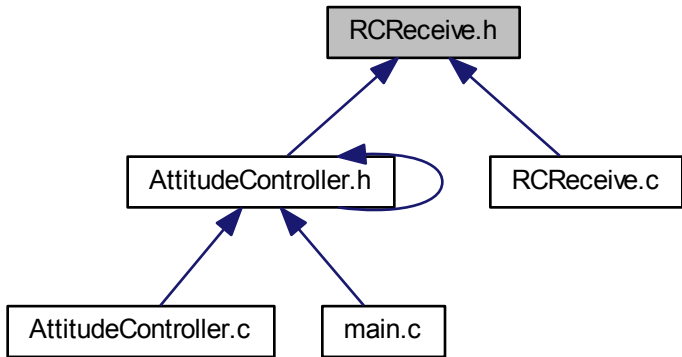 RCReceive.h
AttitudeController.h
RCReceive.c
AttitudeController.c
main.c